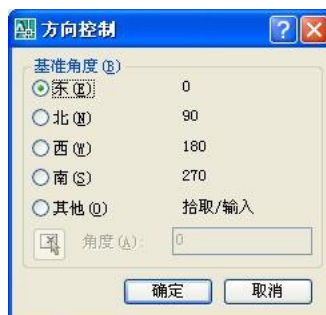 方向控制
基准角度(B)
东(E) 0
北(N) 90
西(W) 180
南(S) 270
其他(O) 拾取/输入
角度(A): 0
确定 取消